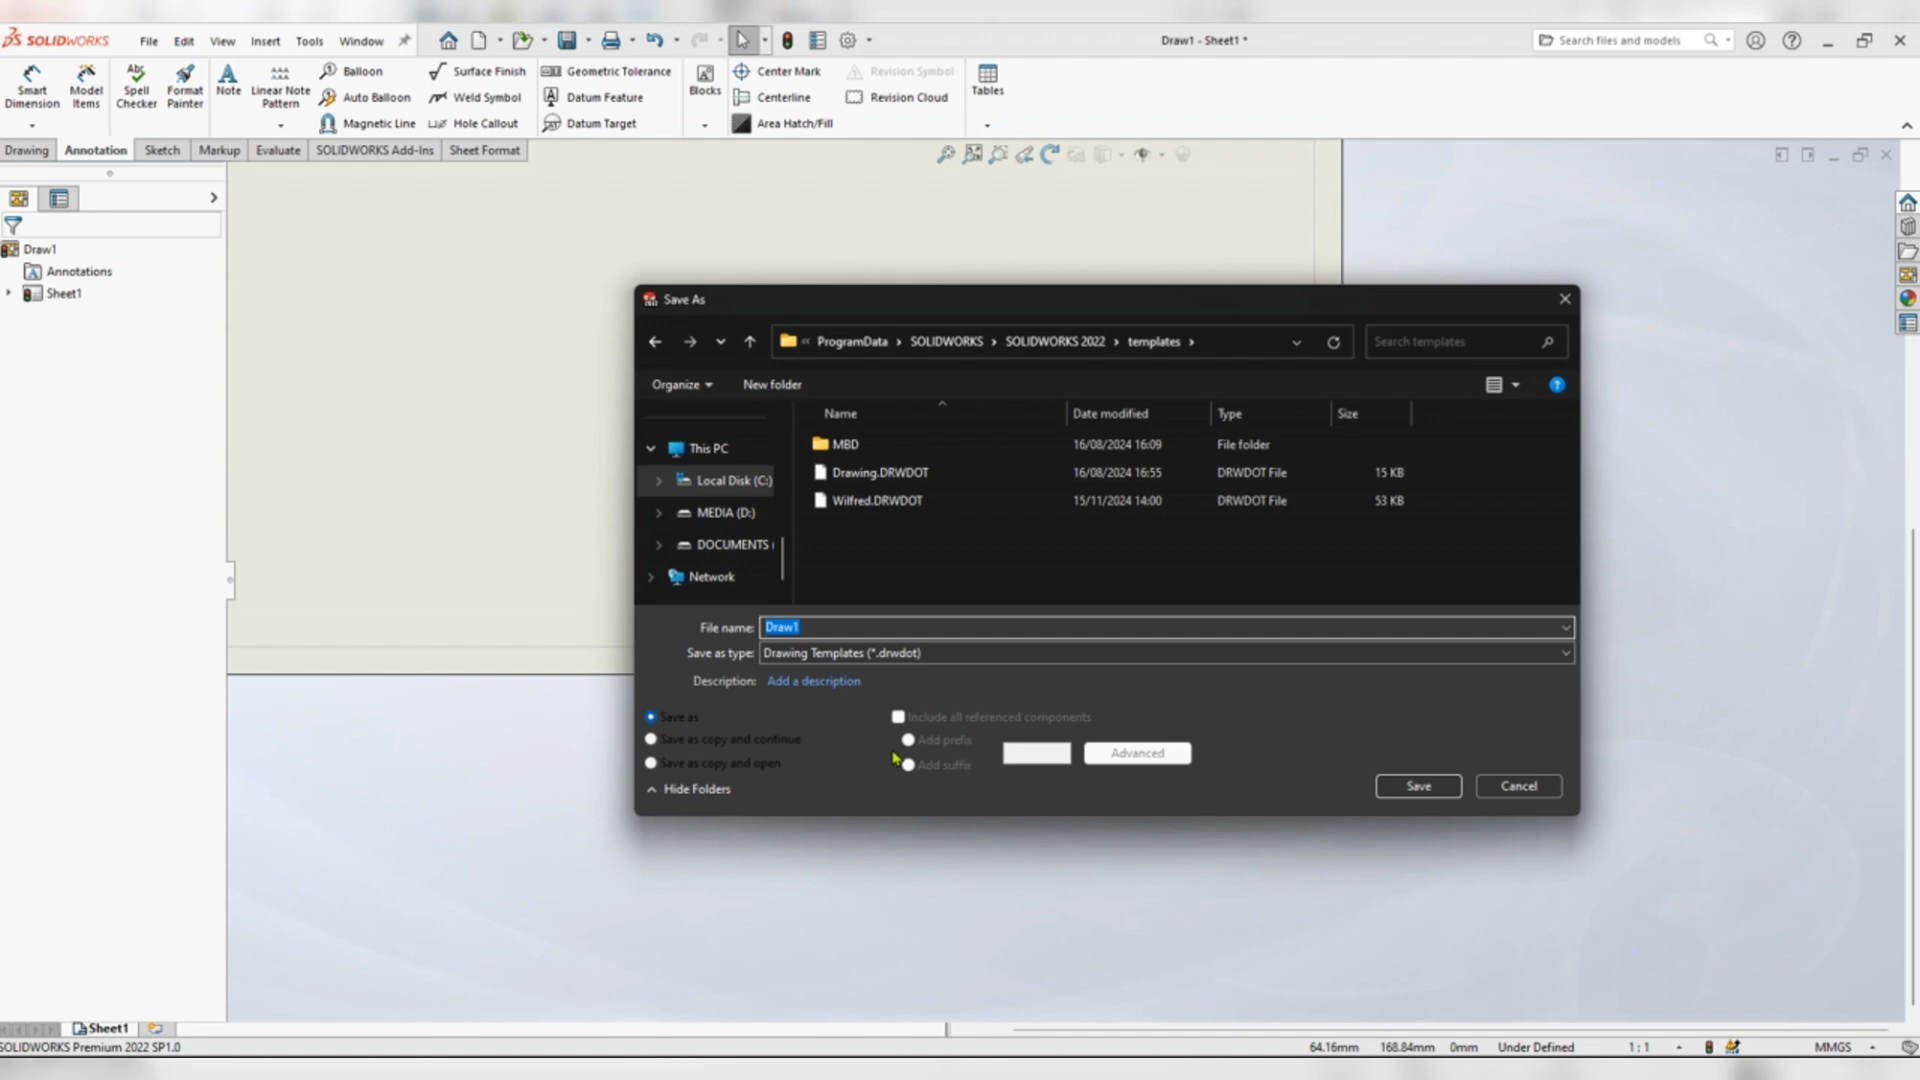 SOLIDWORKS File Edit View Insert Tools Window Draw1 - Sheet1 * Search files and models
Smart Dimension
Model Items
Spell Checker
Format Painter
Note
Linear Note Pattern
Balloon
Auto Balloon
Magnetic Line
Surface Finish
Weld Symbol
Hole Callout
Geometric Tolerance
Datum Feature
Datum Target
Blocks
Center Mark
Centerline
Area Hatch/Fill
Revision Symbol
Revision Cloud
Tables
Drawing Annotation Sketch Markup Evaluate SOLIDWORKS Add-Ins Sheet Format
Draw1
Annotations
Sheet1
Save As
« ProgramData › SOLIDWORKS › SOLIDWORKS 2022 › templates › Search templates
Organize New folder
This PC
Local Disk (C:)
MEDIA (D:)
DOCUMENTS
Network
Name Date modified Type Size
MBD 16/08/2024 16:09 File folder
Drawing.DRWDOT 16/08/2024 16:55 DRWDOT File 15 KB
Wilfred.DRWDOT 15/11/2024 14:00 DRWDOT File 53 KB
File name: Draw1
Save as type: Drawing Templates (*.drwdot)
Description: Add a description
Save as
Save as copy and continue
Save as copy and open
Include all referenced components
Add prefix
Add suffix
Advanced
Hide Folders
Save Cancel
Sheet1
SOLIDWORKS Premium 2022 SP1.0 64.16mm 168.84mm 0mm Under Defined 1:1 MMGS